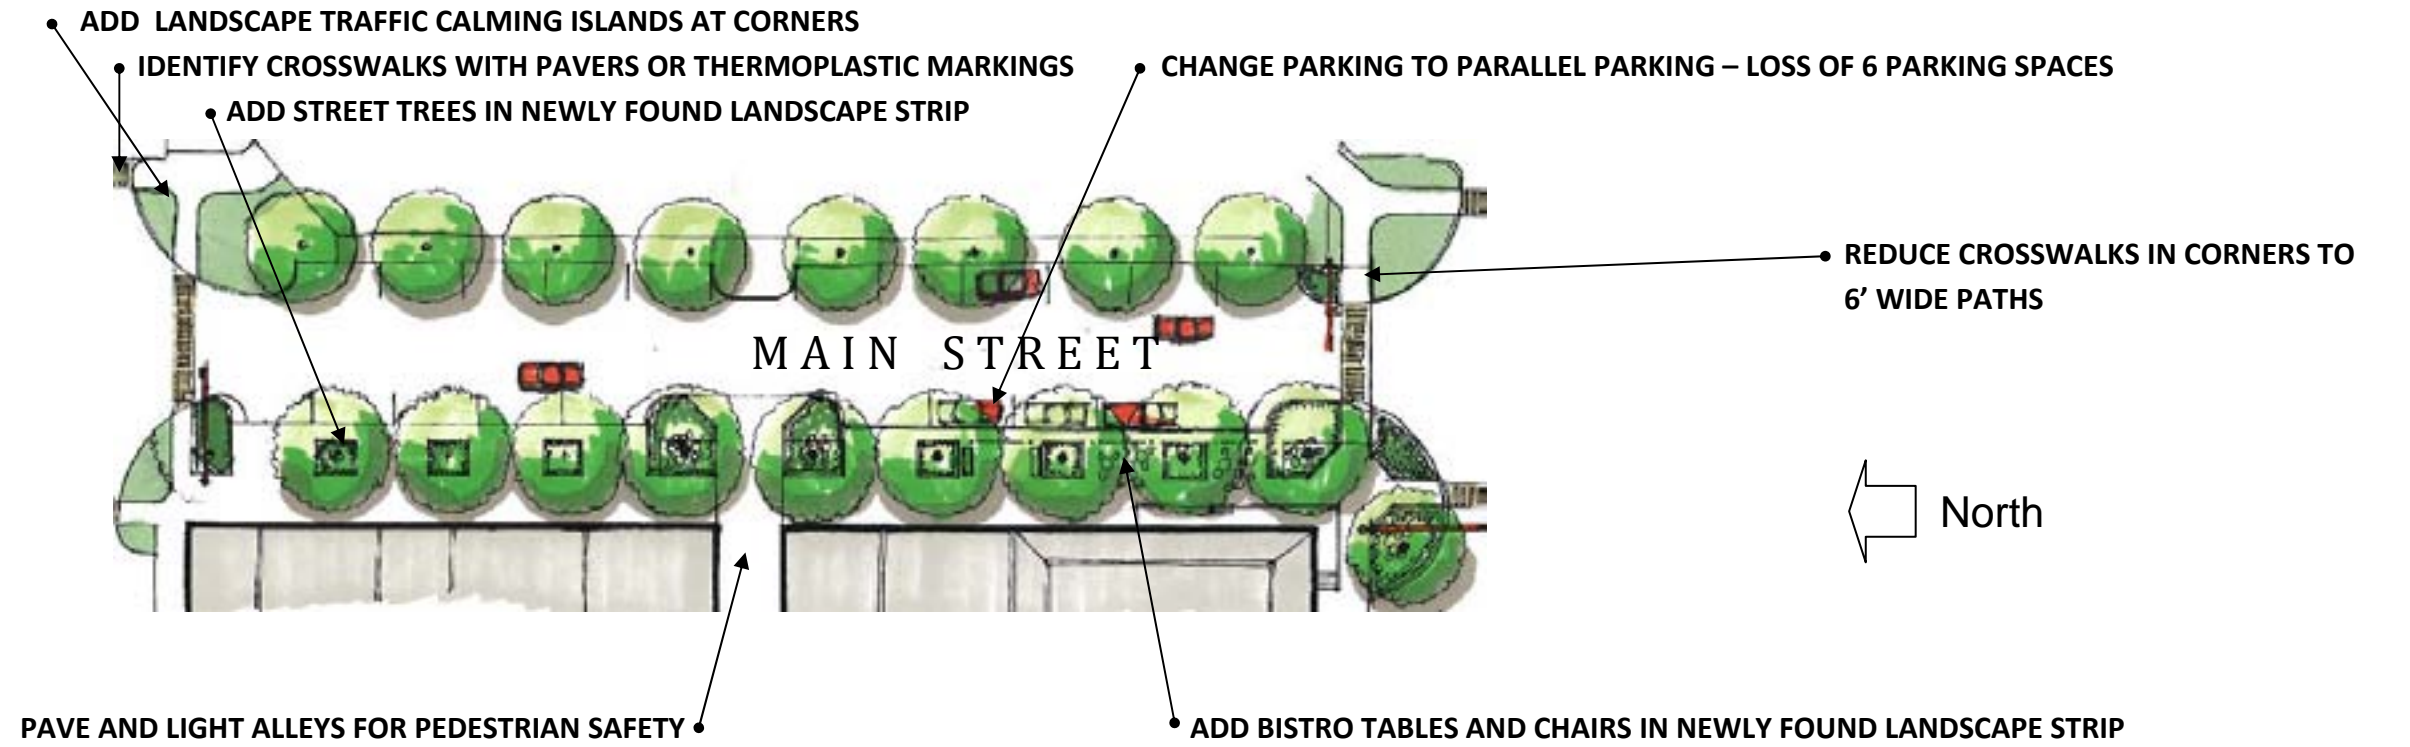 ADD LANDSCAPE TRAFFIC CALMING ISLANDS AT CORNERS
IDENTIFY CROSSWALKS WITH PAVERS OR THERMOPLASTIC MARKINGS
CHANGE PARKING TO PARALLEL PARKING – LOSS OF 6 PARKING SPACES
ADD STREET TREES IN NEWLY FOUND LANDSCAPE STRIP
REDUCE CROSSWALKS IN CORNERS TO
6’ WIDE PATHS
MAIN STREET
North
PAVE AND LIGHT ALLEYS FOR PEDESTRIAN SAFETY
ADD BISTRO TABLES AND CHAIRS IN NEWLY FOUND LANDSCAPE STRIP